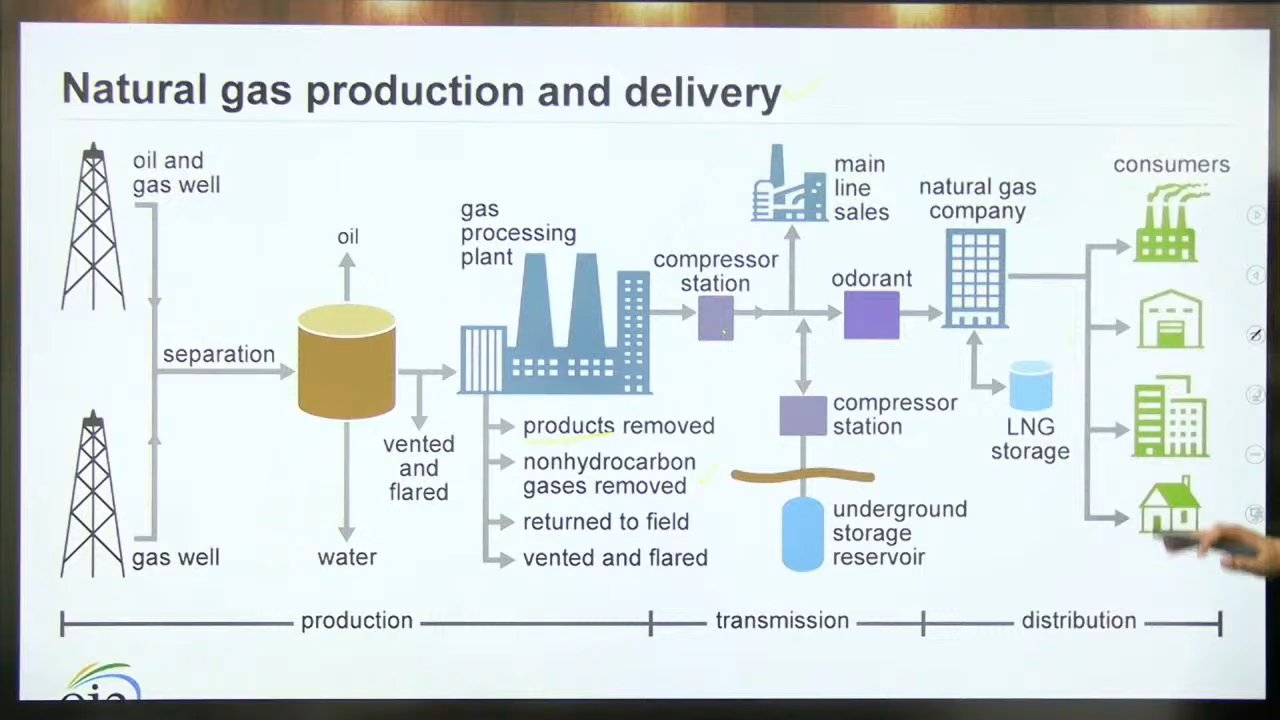 Natural gas production and delivery
oil and
gas well
oil
separation
gas well
water
vented
and
flared
gas
processing
plant
products removed
nonhydrocarbon
gases removed
returned to field
vented and flared
compressor
station
main
line
sales
odorant
compressor
station
underground
storage
reservoir
natural gas
company
LNG
storage
consumers
production
transmission
distribution
eia